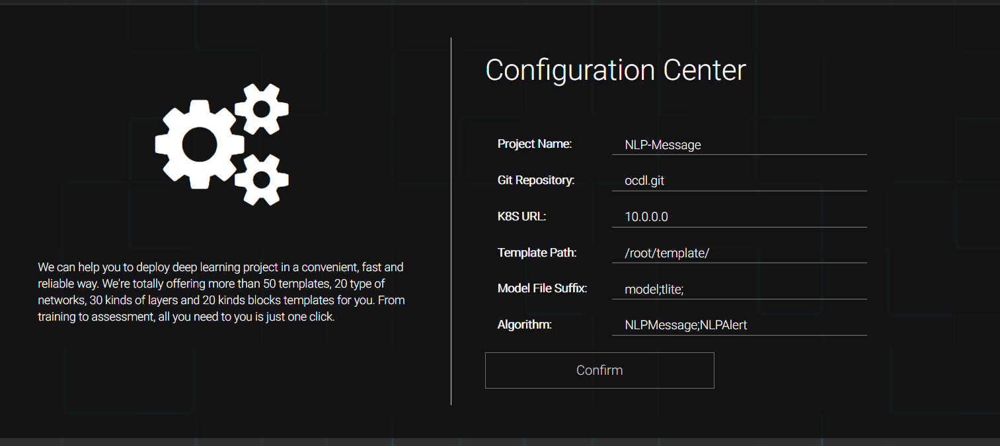 Configuration Center
Project Name: NLP-Message
Git Repository: ocdl.git
K8S URL: 10.0.0.0
Template Path: /root/template/
Model File Suffix: model;tlite;
Algorithm: NLPMessage;NLPAlert
Confirm
We can help you to deploy deep learning project in a convenient, fast and
reliable way. We're totally offering more than 50 templates, 20 type of
networks, 30 kinds of layers and 20 kinds blocks templates for you. From
training to assessment, all you need to you is just one click.